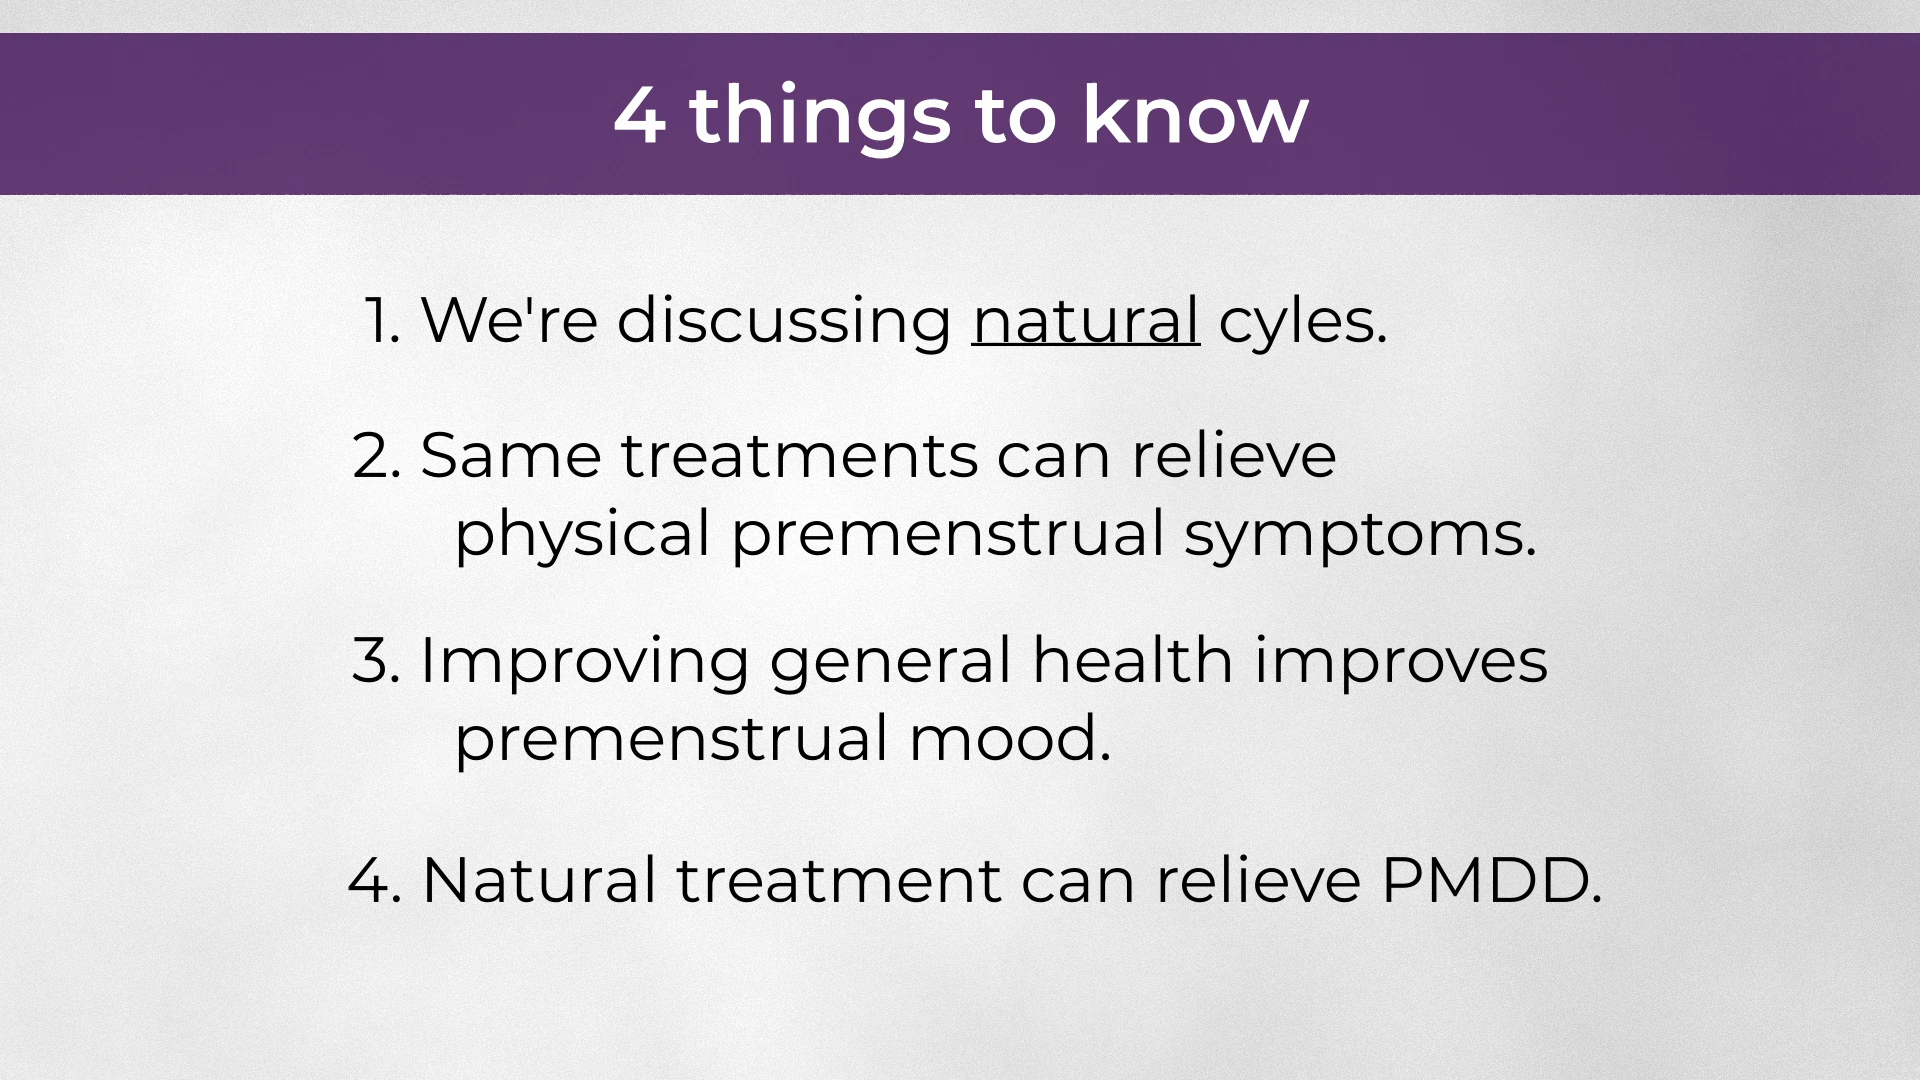 4 things to know
1. We're discussing natural cyles.
2. Same treatments can relieve
physical premenstrual symptoms.
3. Improving general health improves
premenstrual mood.
4. Natural treatment can relieve PMDD.